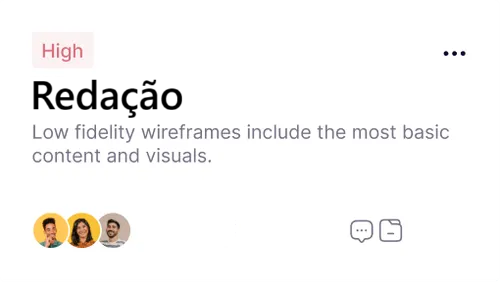 High
Redação
Low fidelity wireframes include the most basic
content and visuals.